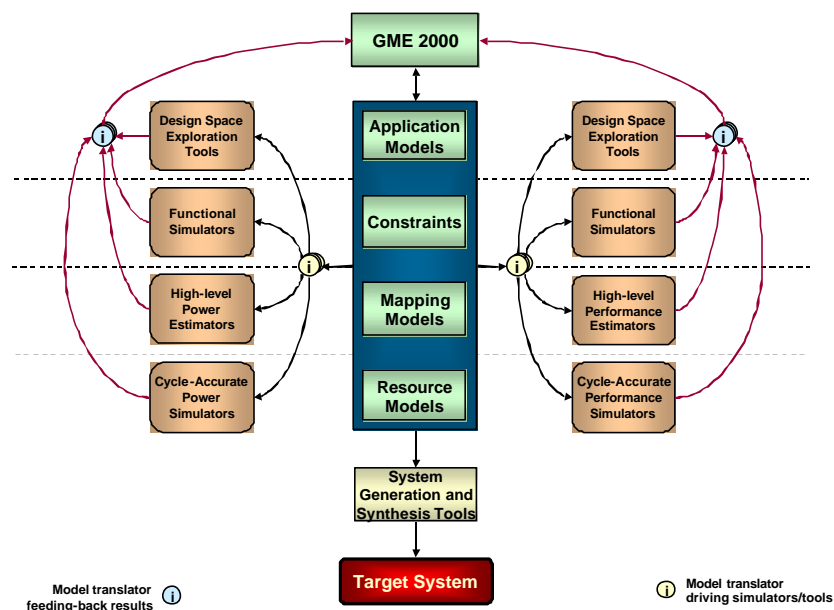 GME 2000
i
Design Space
Exploration
Tools
Application
Models
Design Space
Exploration
Tools
i
Functional
Simulators
Constraints
Functional
Simulators
i
i
High-level
Power
Estimators
Mapping
Models
High-level
Performance
Estimators
Cycle-Accurate
Power
Simulators
Resource
Models
Cycle-Accurate
Performance
Simulators
System
Generation and
Synthesis Tools
Target System
Model translator
feeding-back results
i
i
Model translator
driving simulators/tools